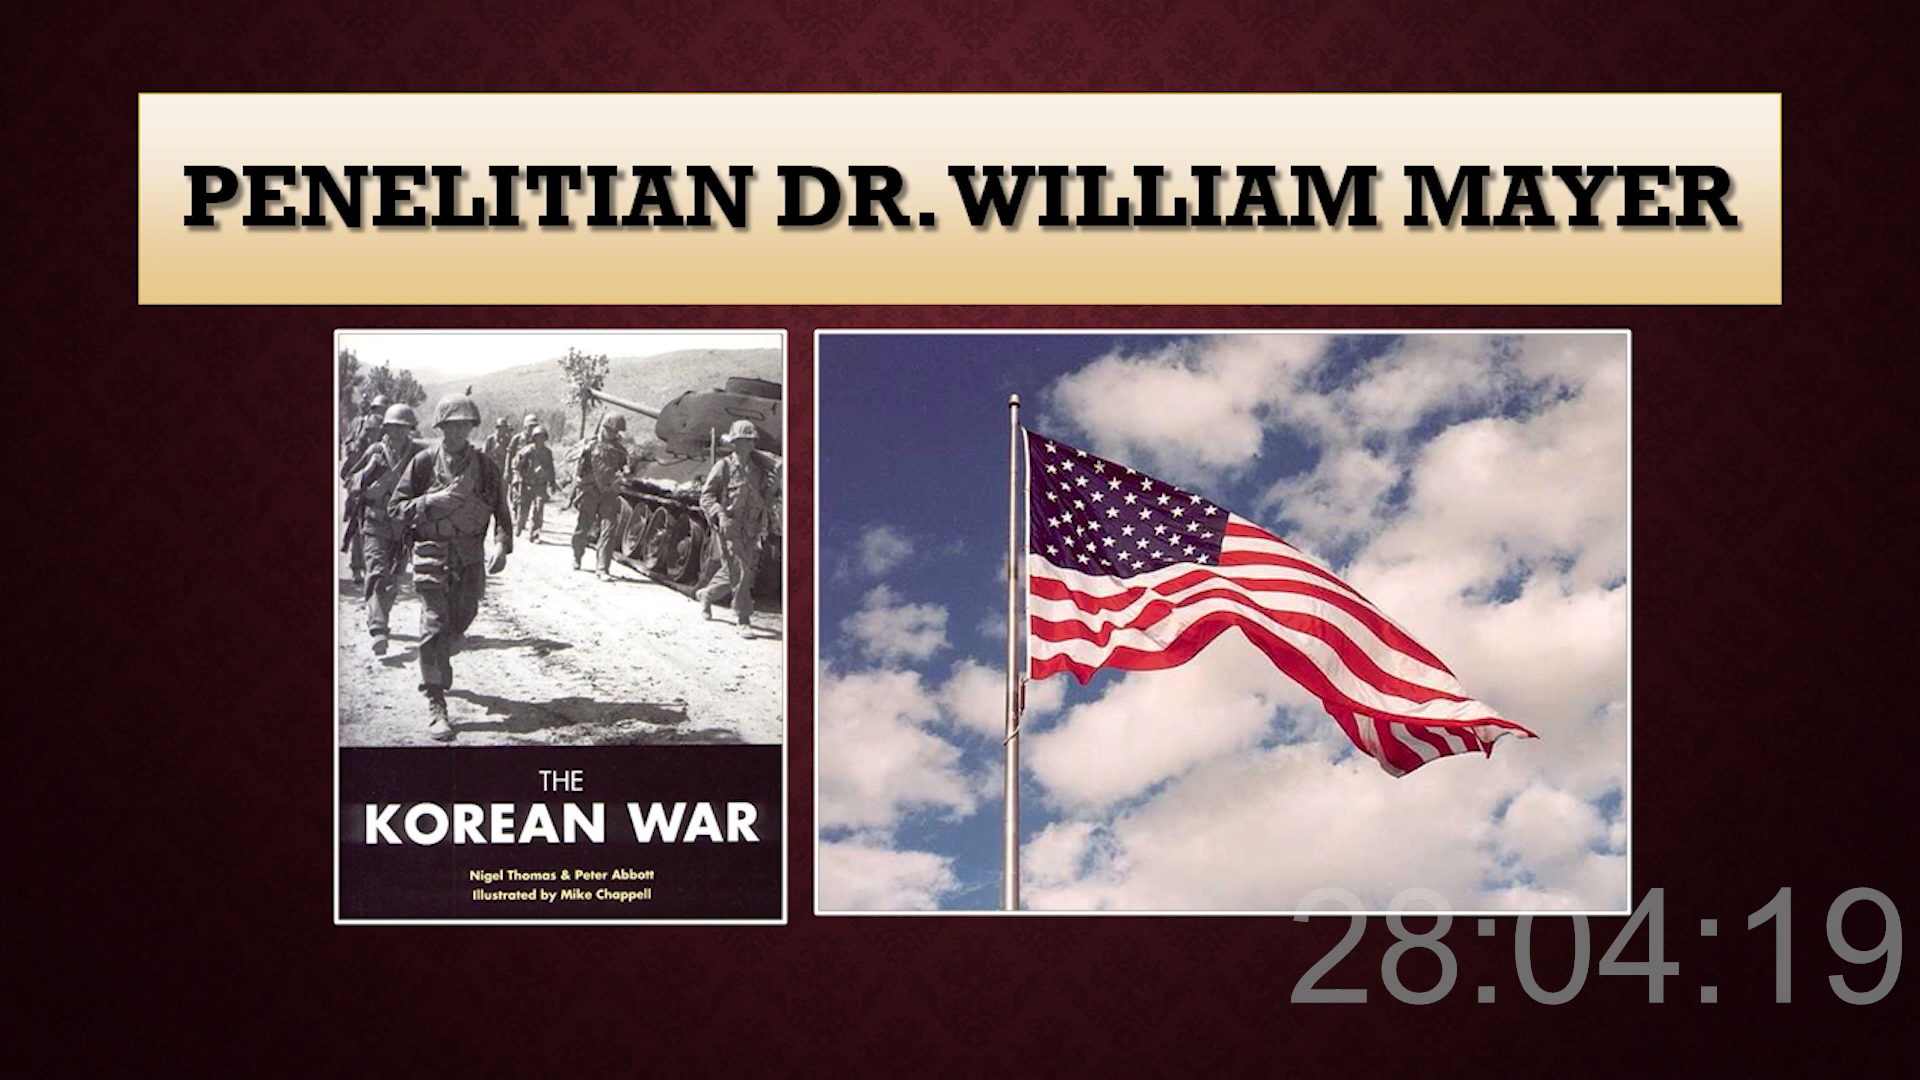 PENELITIAN DR. WILLIAM MAYER
THE
KOREAN WAR
Nigel Thomas & Peter Abbott
Illustrated by Mike Chappell
28:04:19